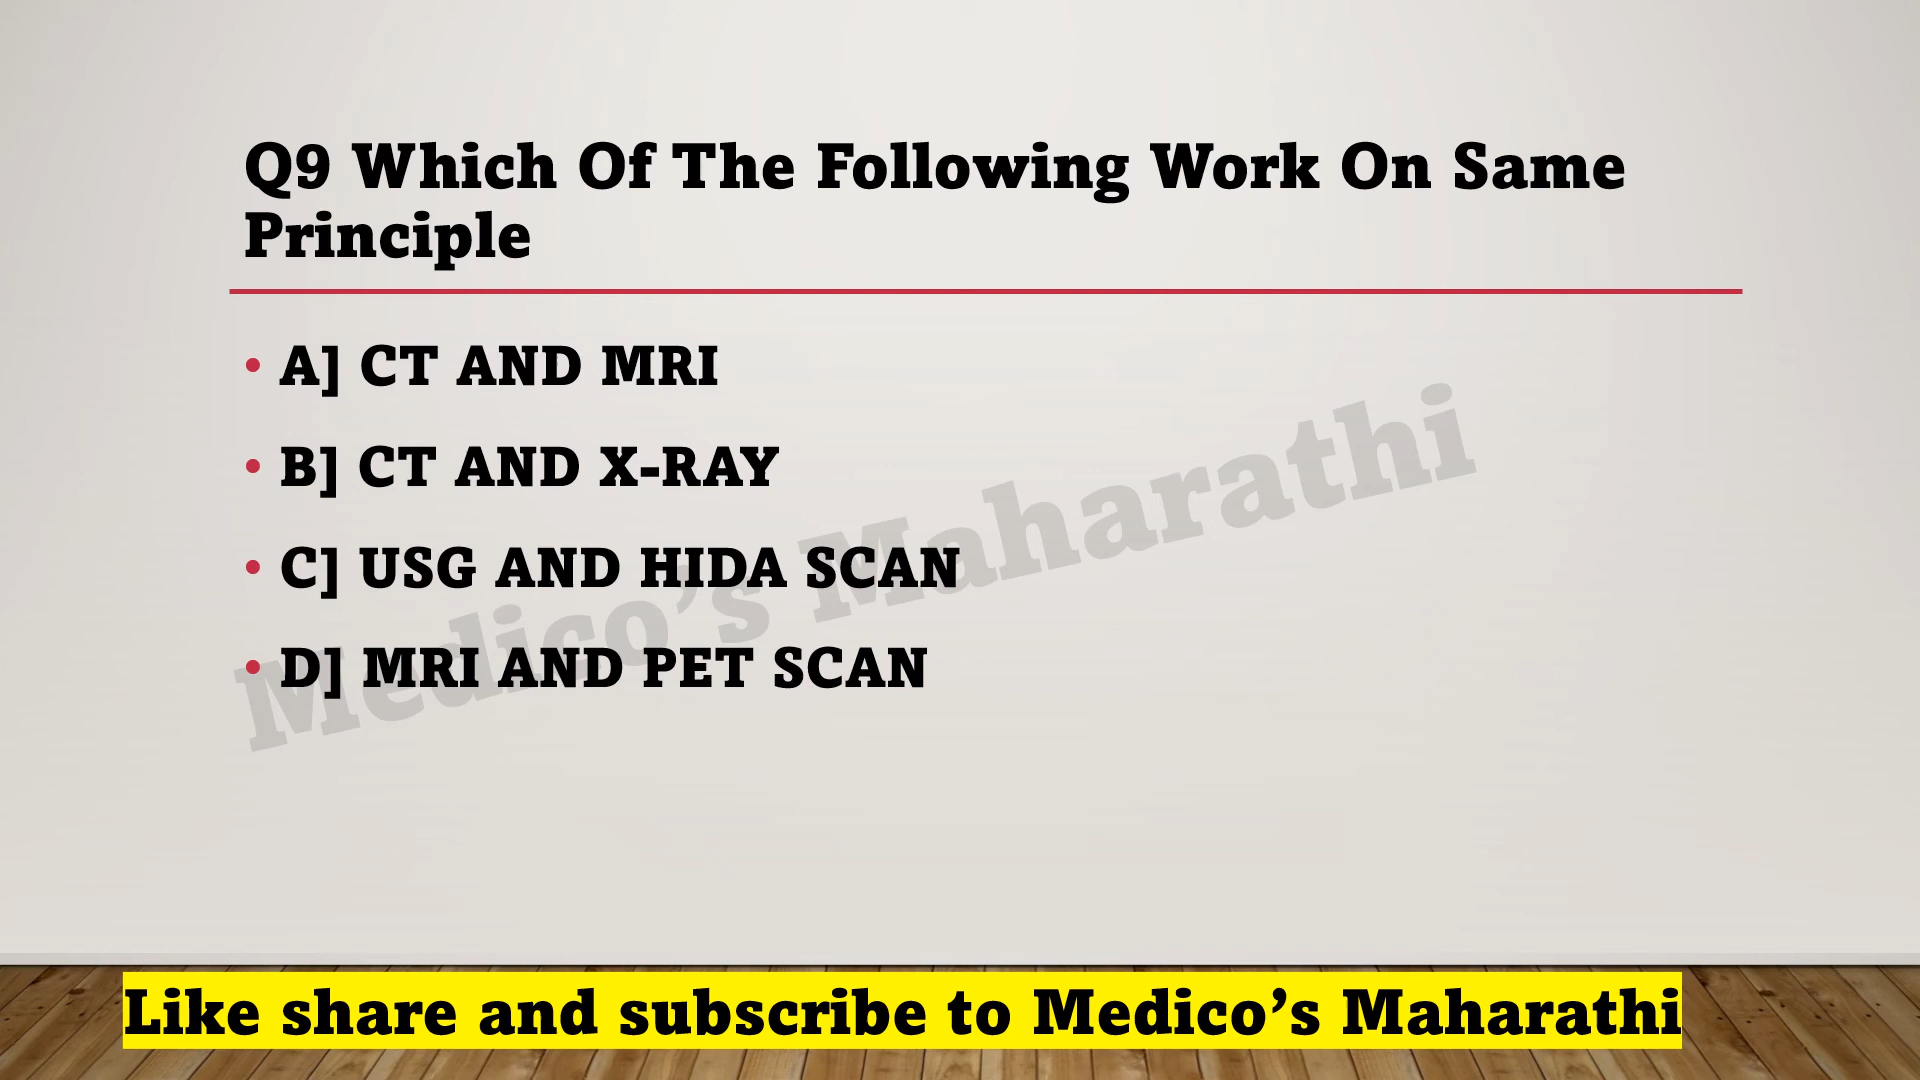 Q9 Which Of The Following Work On Same
Principle
• A] CT AND MRI
• B] CT AND X-RAY
• C] USG AND HIDA SCAN
• D] MRI AND PET SCAN
Medico’s Maharathi
Like share and subscribe to Medico’s Maharathi